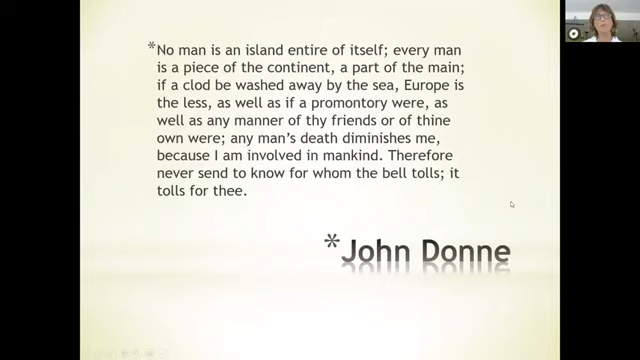 *No man is an island entire of itself; every man
is a piece of the continent, a part of the main;
if a clod be washed away by the sea, Europe is
the less, as well as if a promontory were, as
well as any manner of thy friends or of thine
own were; any man's death diminishes me,
because I am involved in mankind. Therefore
never send to know for whom the bell tolls; it
tolls for thee.
*John Donne